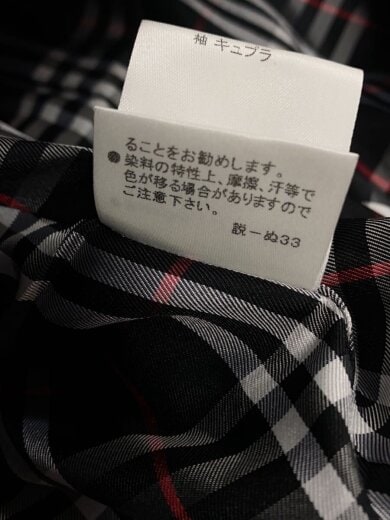 袖 キュプラ
ることをお勧めします。
●染料の特性上、摩擦、汗等で
色が移る場合がありますので
ご注意下さい。
説ーぬ33